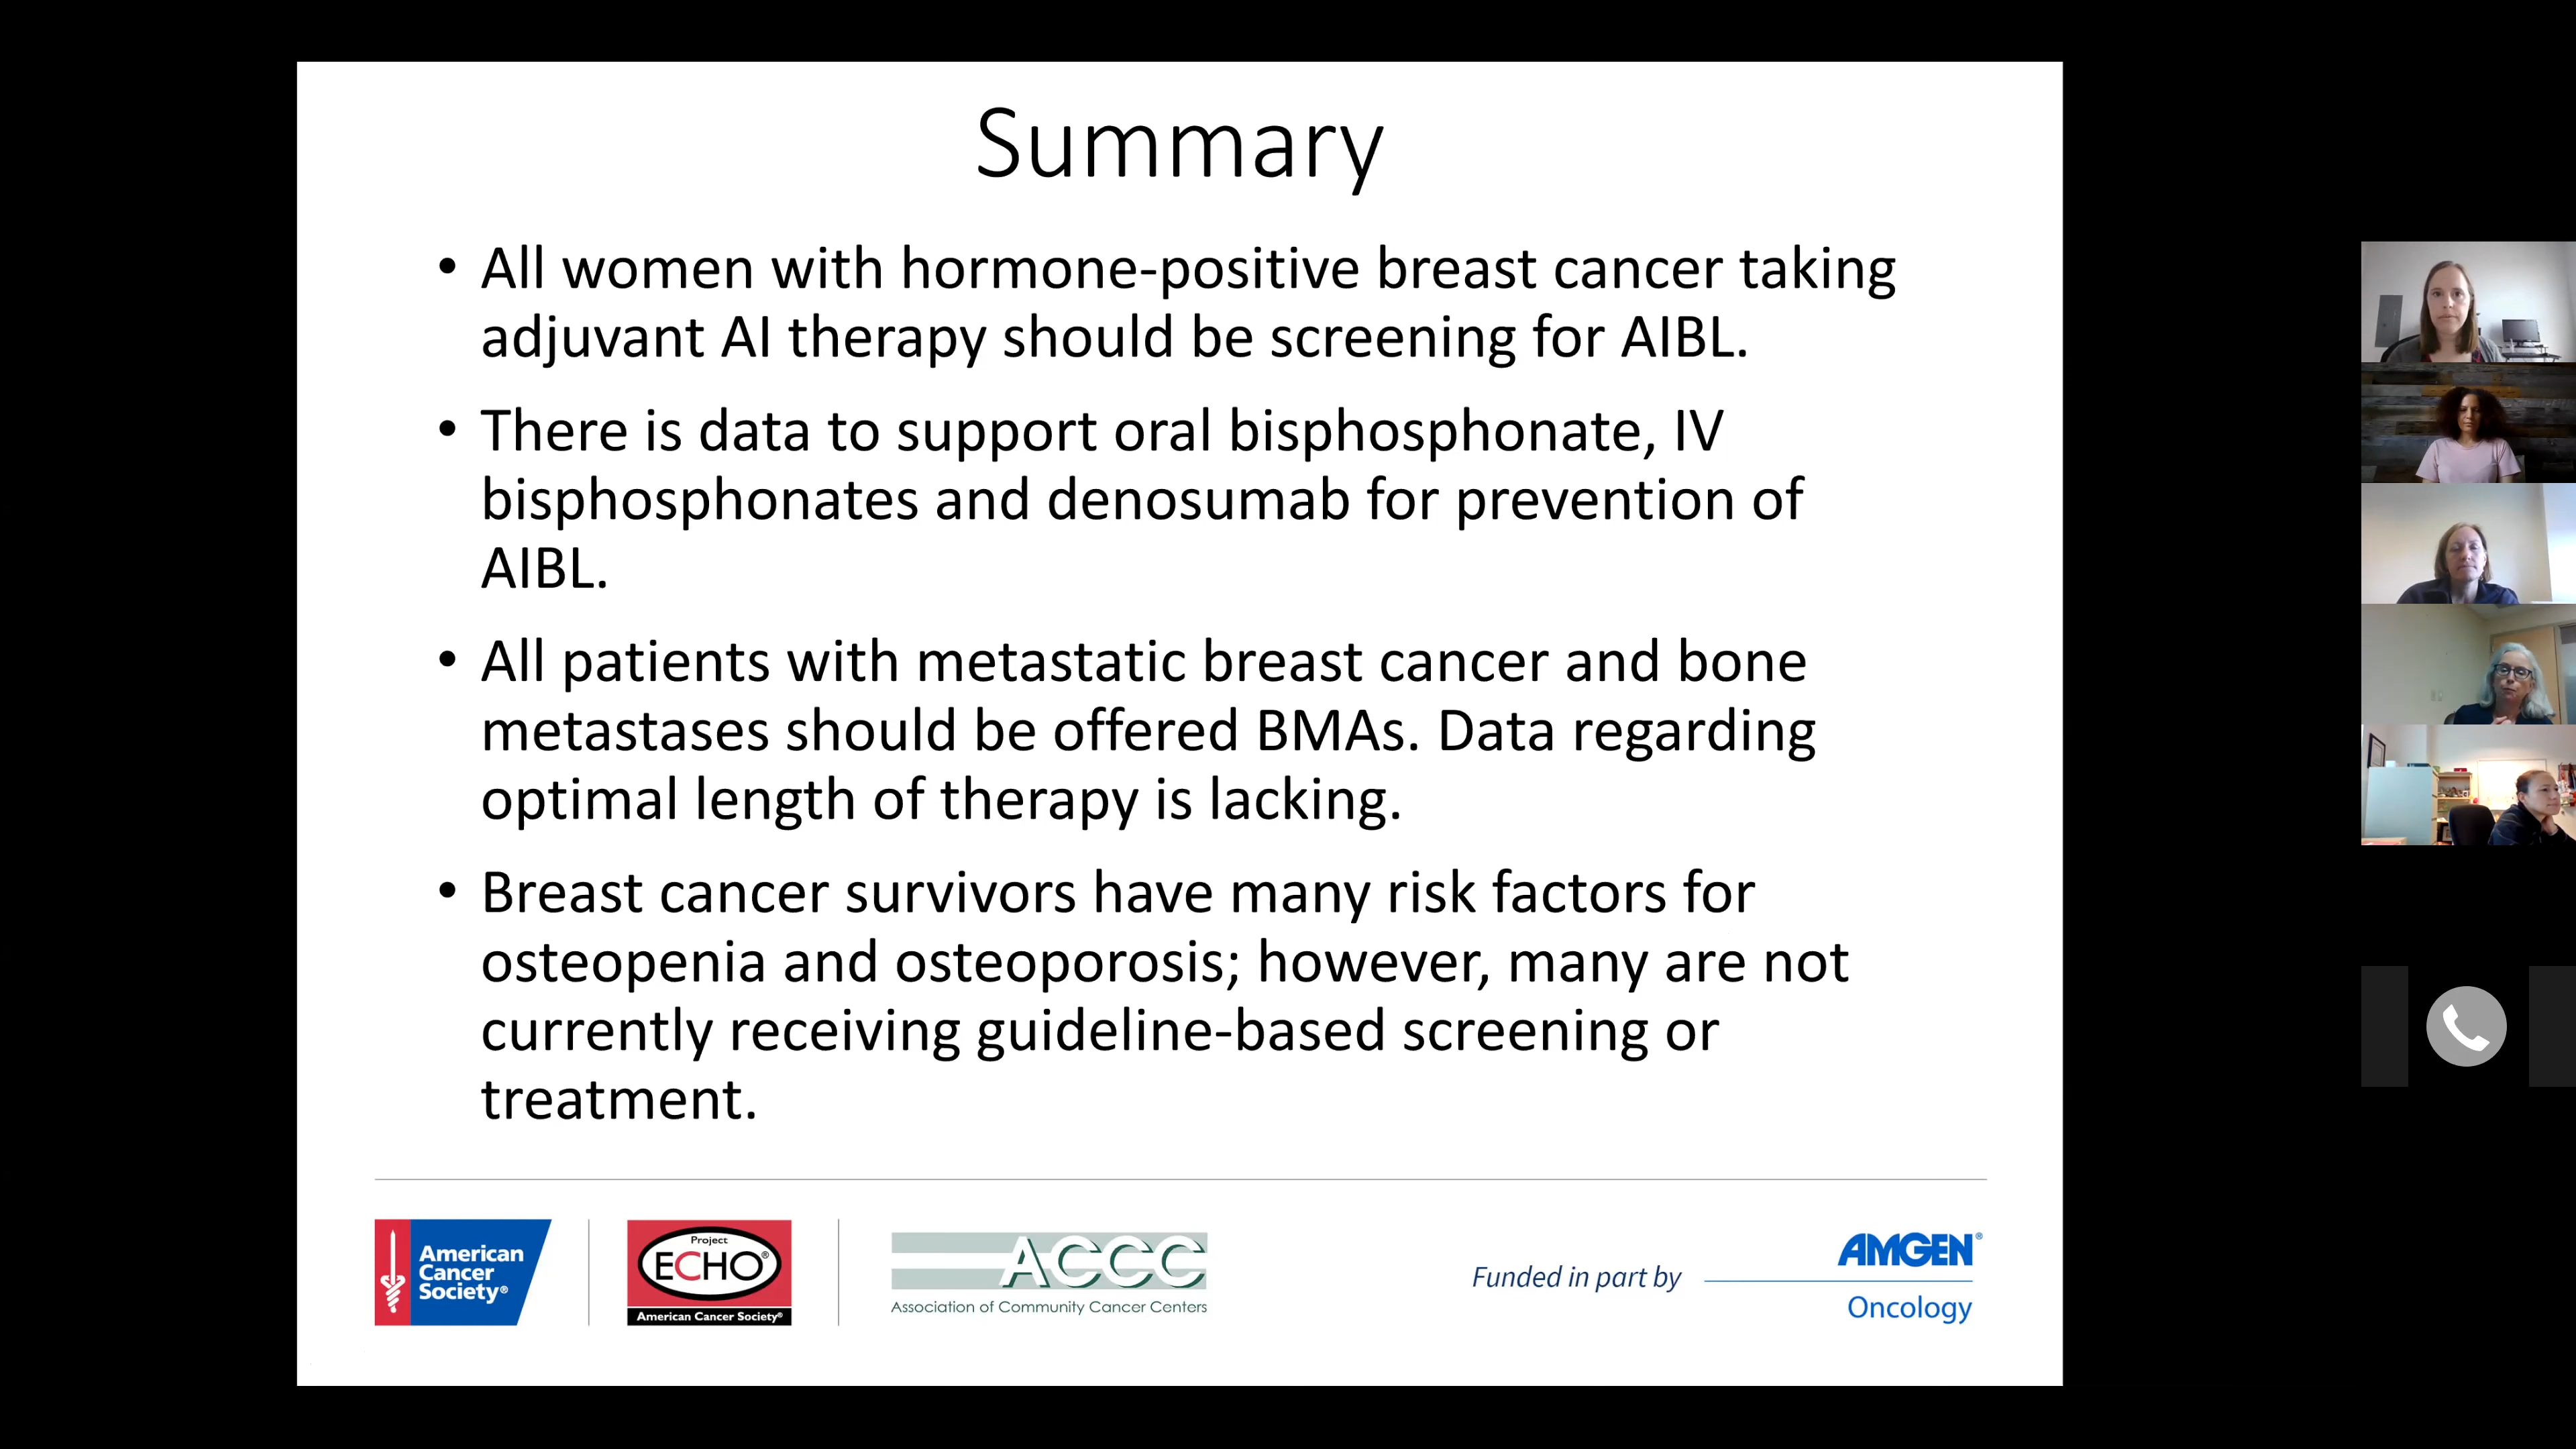 Summary
• All women with hormone-positive breast cancer taking
adjuvant AI therapy should be screening for AIBL.
• There is data to support oral bisphosphonate, IV
bisphosphonates and denosumab for prevention of
AIBL.
• All patients with metastatic breast cancer and bone
metastases should be offered BMAs. Data regarding
optimal length of therapy is lacking.
• Breast cancer survivors have many risk factors for
osteopenia and osteoporosis; however, many are not
currently receiving guideline-based screening or
treatment.
American
Cancer
Society®
Project
ECHO®
American Cancer Society®
ACCC
Association of Community Cancer Centers
Funded in part by
AMGEN®
Oncology